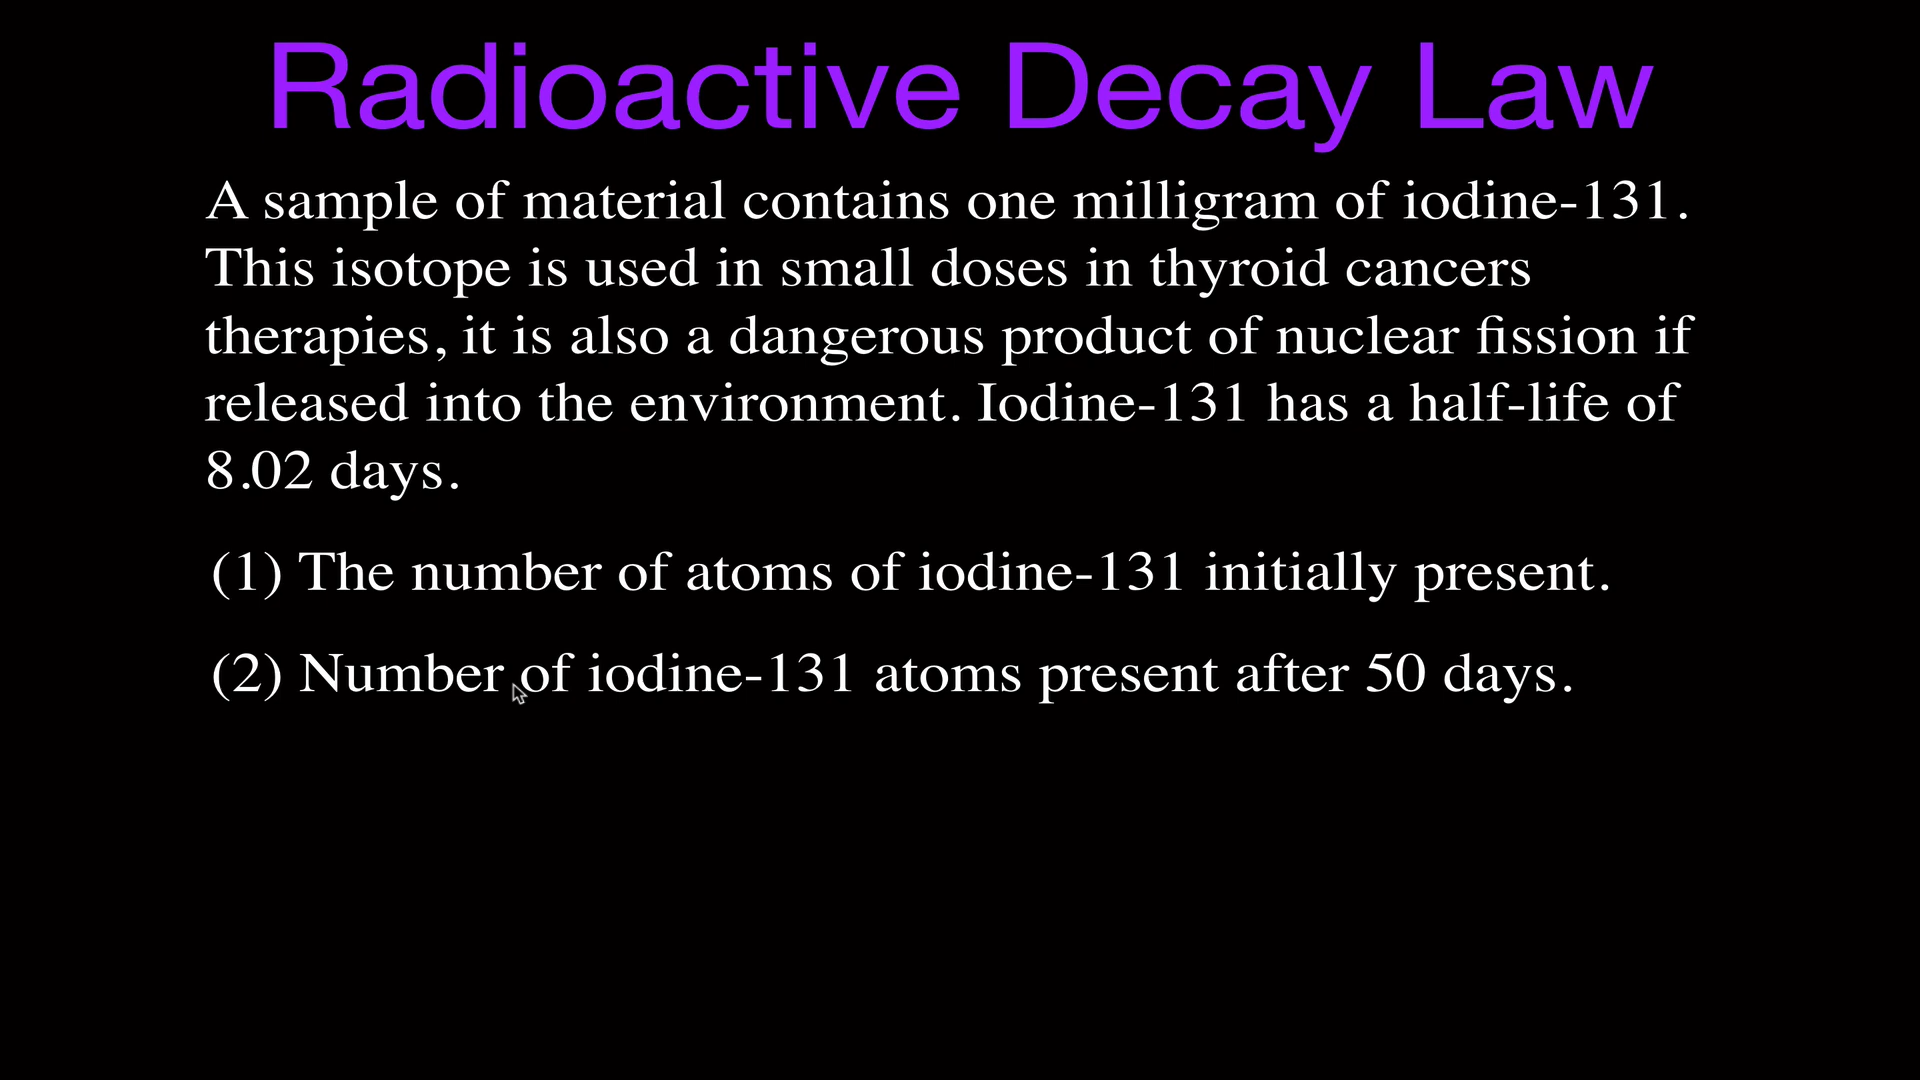 Radioactive Decay Law
A sample of material contains one milligram of iodine-131.
This isotope is used in small doses in thyroid cancers
therapies, it is also a dangerous product of nuclear fission if
released into the environment. Iodine-131 has a half-life of
8.02 days.
(1) The number of atoms of iodine-131 initially present.
(2) Number of iodine-131 atoms present after 50 days.